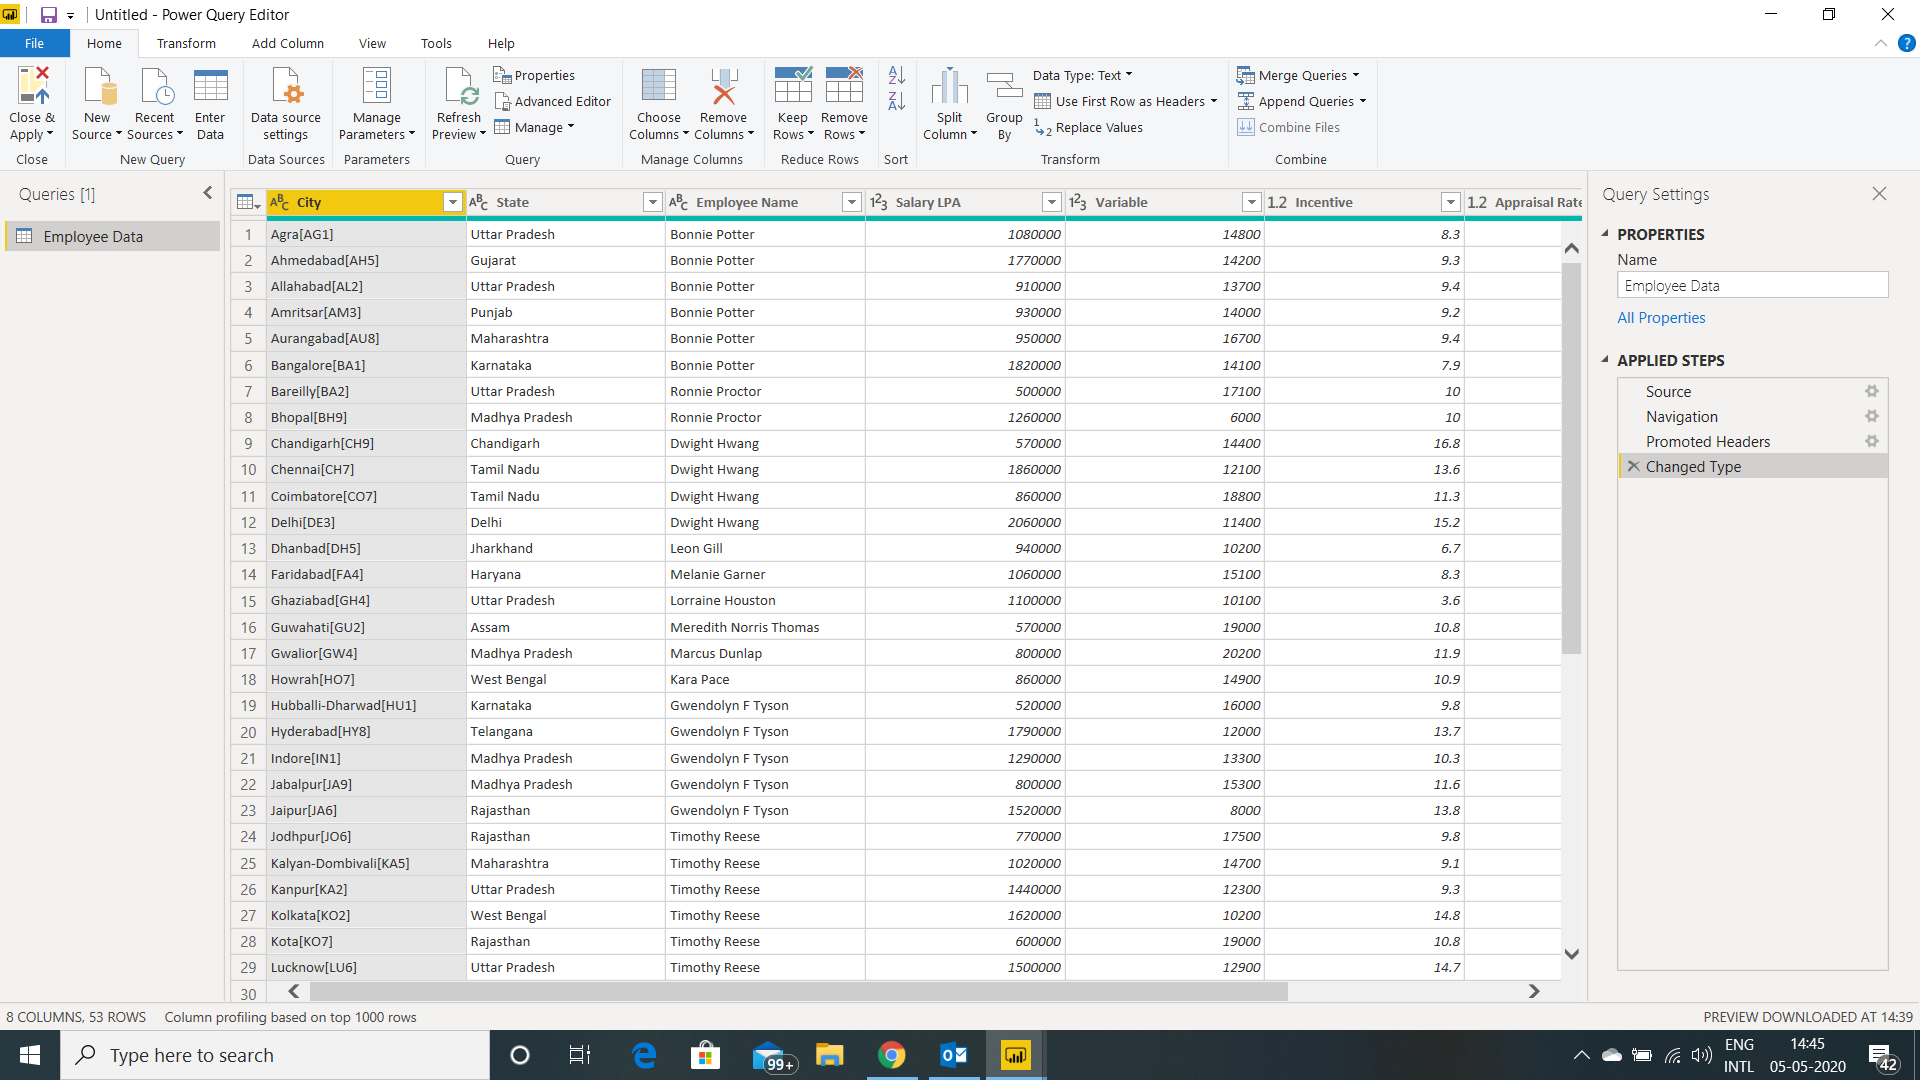 Untitled - Power Query Editor
File Home Transform Add Column View Tools Help
Close & Apply
Close
New Source
Recent Sources
Enter Data
New Query
Data source settings
Data Sources
Manage Parameters
Parameters
Refresh Preview
Properties
Advanced Editor
Manage
Query
Choose Columns
Remove Columns
Manage Columns
Keep Rows
Remove Rows
Reduce Rows
Sort
Split Column
Group By
Data Type: Text
Use First Row as Headers
Replace Values
Transform
Merge Queries
Append Queries
Combine Files
Combine
Queries [1]
Employee Data
City State Employee Name Salary LPA Variable Incentive Appraisal Rate
1 Agra[AG1] Uttar Pradesh Bonnie Potter 1080000 14800 8.3
2 Ahmedabad[AH5] Gujarat Bonnie Potter 1770000 14200 9.3
3 Allahabad[AL2] Uttar Pradesh Bonnie Potter 910000 13700 9.4
4 Amritsar[AM3] Punjab Bonnie Potter 930000 14000 9.2
5 Aurangabad[AU8] Maharashtra Bonnie Potter 950000 16700 9.4
6 Bangalore[BA1] Karnataka Bonnie Potter 1820000 14100 7.9
7 Bareilly[BA2] Uttar Pradesh Ronnie Proctor 500000 17100 10
8 Bhopal[BH9] Madhya Pradesh Ronnie Proctor 1260000 6000 10
9 Chandigarh[CH9] Chandigarh Dwight Hwang 570000 14400 16.8
10 Chennai[CH7] Tamil Nadu Dwight Hwang 1860000 12100 13.6
11 Coimbatore[CO7] Tamil Nadu Dwight Hwang 860000 18800 11.3
12 Delhi[DE3] Delhi Dwight Hwang 2060000 11400 15.2
13 Dhanbad[DH5] Jharkhand Leon Gill 940000 10200 6.7
14 Faridabad[FA4] Haryana Melanie Garner 1060000 15100 8.3
15 Ghaziabad[GH4] Uttar Pradesh Lorraine Houston 1100000 10100 3.6
16 Guwahati[GU2] Assam Meredith Norris Thomas 570000 19000 10.8
17 Gwalior[GW4] Madhya Pradesh Marcus Dunlap 800000 20200 11.9
18 Howrah[HO7] West Bengal Kara Pace 860000 14900 10.9
19 Hubballi-Dharwad[HU1] Karnataka Gwendolyn F Tyson 520000 16000 9.8
20 Hyderabad[HY8] Telangana Gwendolyn F Tyson 1790000 12000 13.7
21 Indore[IN1] Madhya Pradesh Gwendolyn F Tyson 1290000 13300 10.3
22 Jabalpur[JA9] Madhya Pradesh Gwendolyn F Tyson 800000 15300 11.6
23 Jaipur[JA6] Rajasthan Gwendolyn F Tyson 1520000 8000 13.8
24 Jodhpur[JO6] Rajasthan Timothy Reese 770000 17500 9.8
25 Kalyan-Dombivali[KA5] Maharashtra Timothy Reese 1020000 14700 9.1
26 Kanpur[KA2] Uttar Pradesh Timothy Reese 1440000 12300 9.3
27 Kolkata[KO2] West Bengal Timothy Reese 1620000 10200 14.8
28 Kota[KO7] Rajasthan Timothy Reese 600000 19000 10.8
29 Lucknow[LU6] Uttar Pradesh Timothy Reese 1500000 12900 14.7
30
Query Settings
PROPERTIES
Name
Employee Data
All Properties
APPLIED STEPS
Source
Navigation
Promoted Headers
Changed Type
8 COLUMNS, 53 ROWS Column profiling based on top 1000 rows
PREVIEW DOWNLOADED AT 14:39
Type here to search
99+
ENG
INTL
14:45
05-05-2020
42